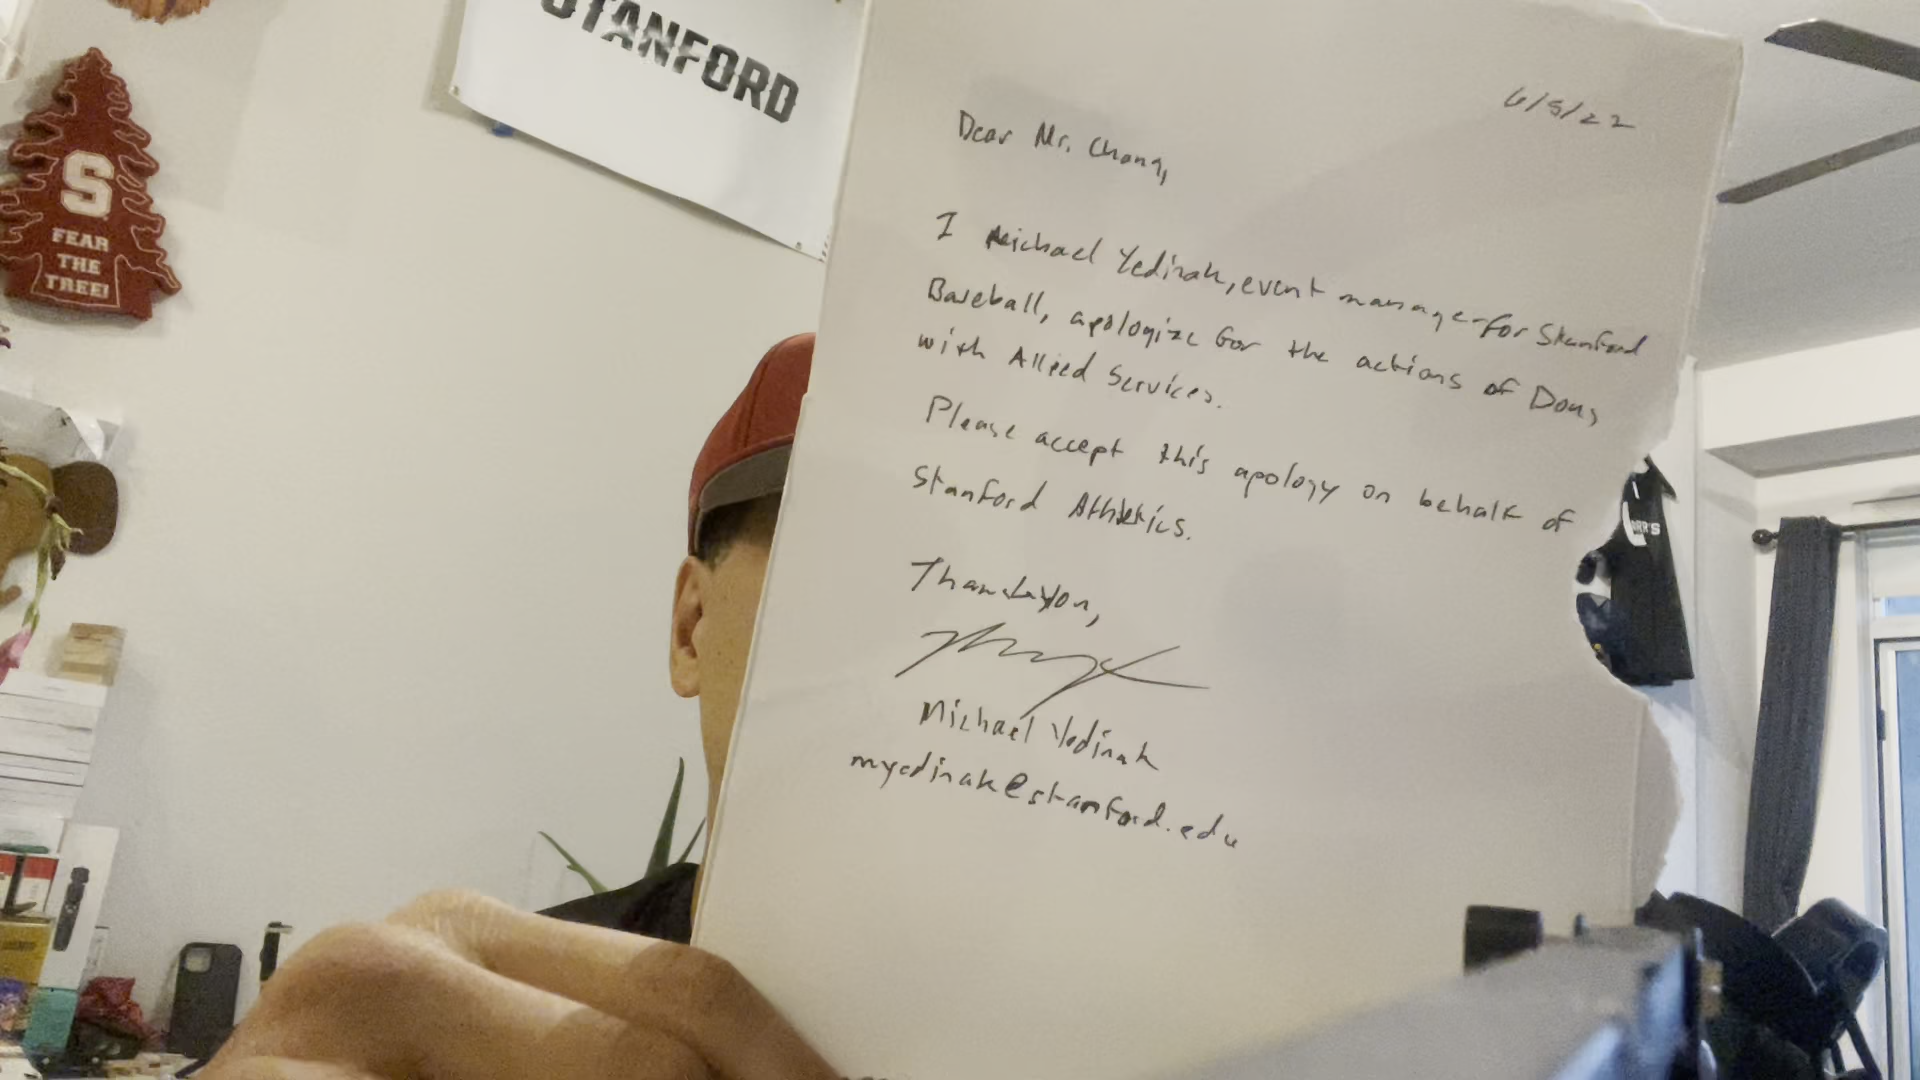 STANFORD
S
FEAR
THE
TREE!
6/5/22
Dear Mr. Chang,
I Michael Yedinak, event manager for Stanford
Baseball, apologize for the actions of Doug
with Allied Services.
Please accept this apology on behalf of
Stanford Athletics.
Thank you,
Michael Yedinak
myedinak@stanford.edu